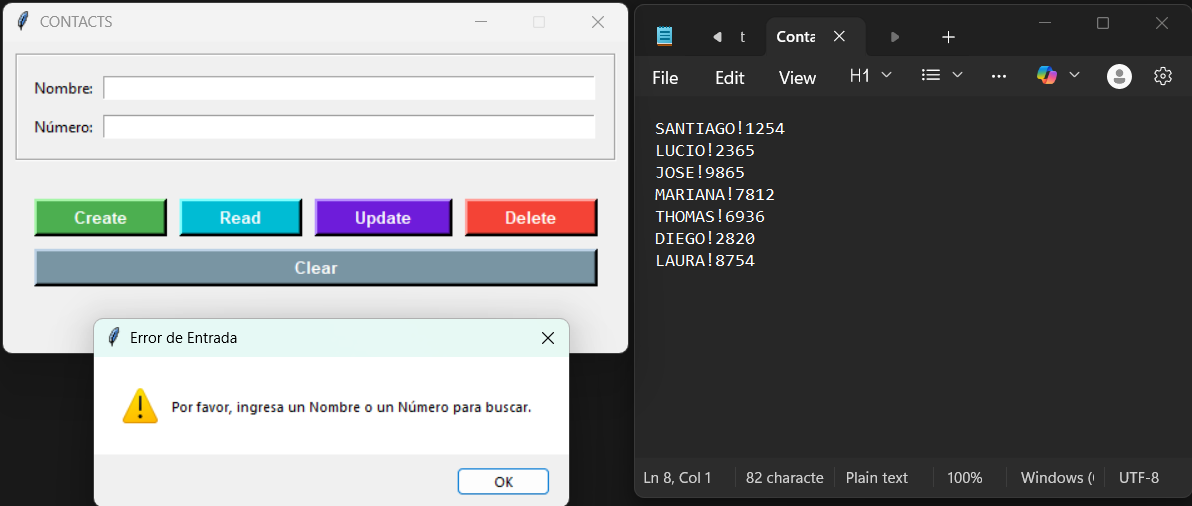 CONTACTS
Nombre:
Número:
Create Read Update Delete
Clear
Error de Entrada
Por favor, ingresa un Nombre o un Número para buscar.
OK
t Conta
File Edit View H1
SANTIAGO!1254
LUCIO!2365
JOSE!9865
MARIANA!7812
THOMAS!6936
DIEGO!2820
LAURA!8754
Ln 8, Col 1 82 characte Plain text 100% Windows ( UTF-8